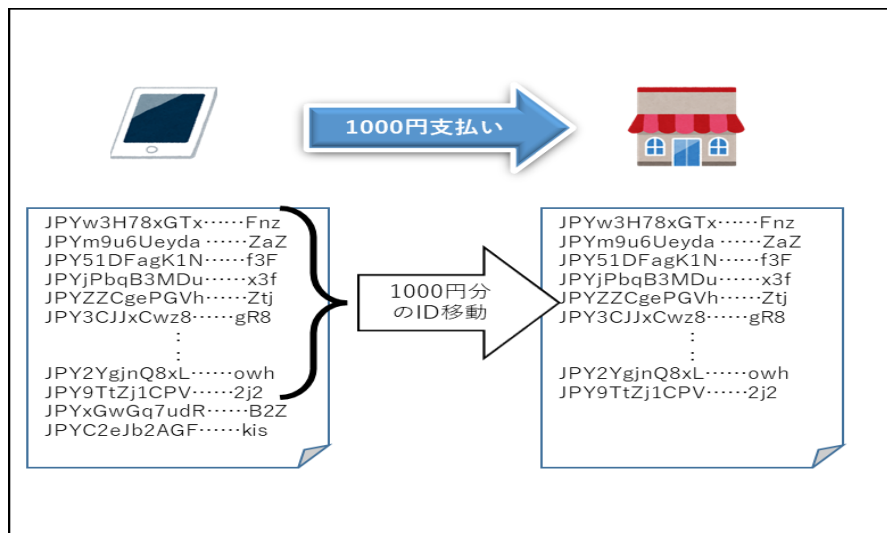 1000円支払い
JPYw3H78xGTx……Fnz
JPYm9u6Ueyda ……ZaZ
JPY51DFagK1N……f3F
JPYjPbqB3MDu……x3f
JPYZZCgePGVh……Ztj
JPY3CJJxCwz8……gR8
：
：
JPY2YgjnQ8xL……owh
JPY9TtZj1CPV……2j2
JPYxGwGq7udR……B2Z
JPYC2eJb2AGF……kis
1000円分
のID移動
JPYw3H78xGTx……Fnz
JPYm9u6Ueyda ……ZaZ
JPY51DFagK1N……f3F
JPYjPbqB3MDu……x3f
JPYZZCgePGVh……Ztj
JPY3CJJxCwz8……gR8
：
：
JPY2YgjnQ8xL……owh
JPY9TtZj1CPV……2j2